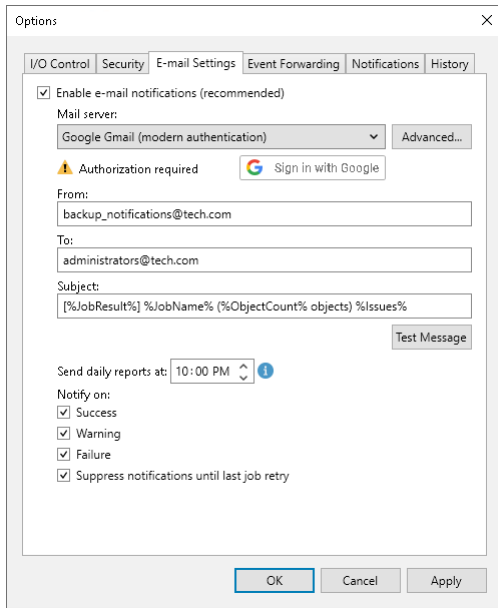 Options
I/O Control Security E-mail Settings Event Forwarding Notifications History
Enable e-mail notifications (recommended)
Mail server:
Google Gmail (modern authentication) Advanced...
Authorization required G Sign in with Google
From:
backup_notifications@tech.com
To:
administrators@tech.com
Subject:
[%JobResult%] %JobName% (%ObjectCount% objects) %Issues%
Test Message
Send daily reports at: 10:00 PM
Notify on:
Success
Warning
Failure
Suppress notifications until last job retry
OK Cancel Apply